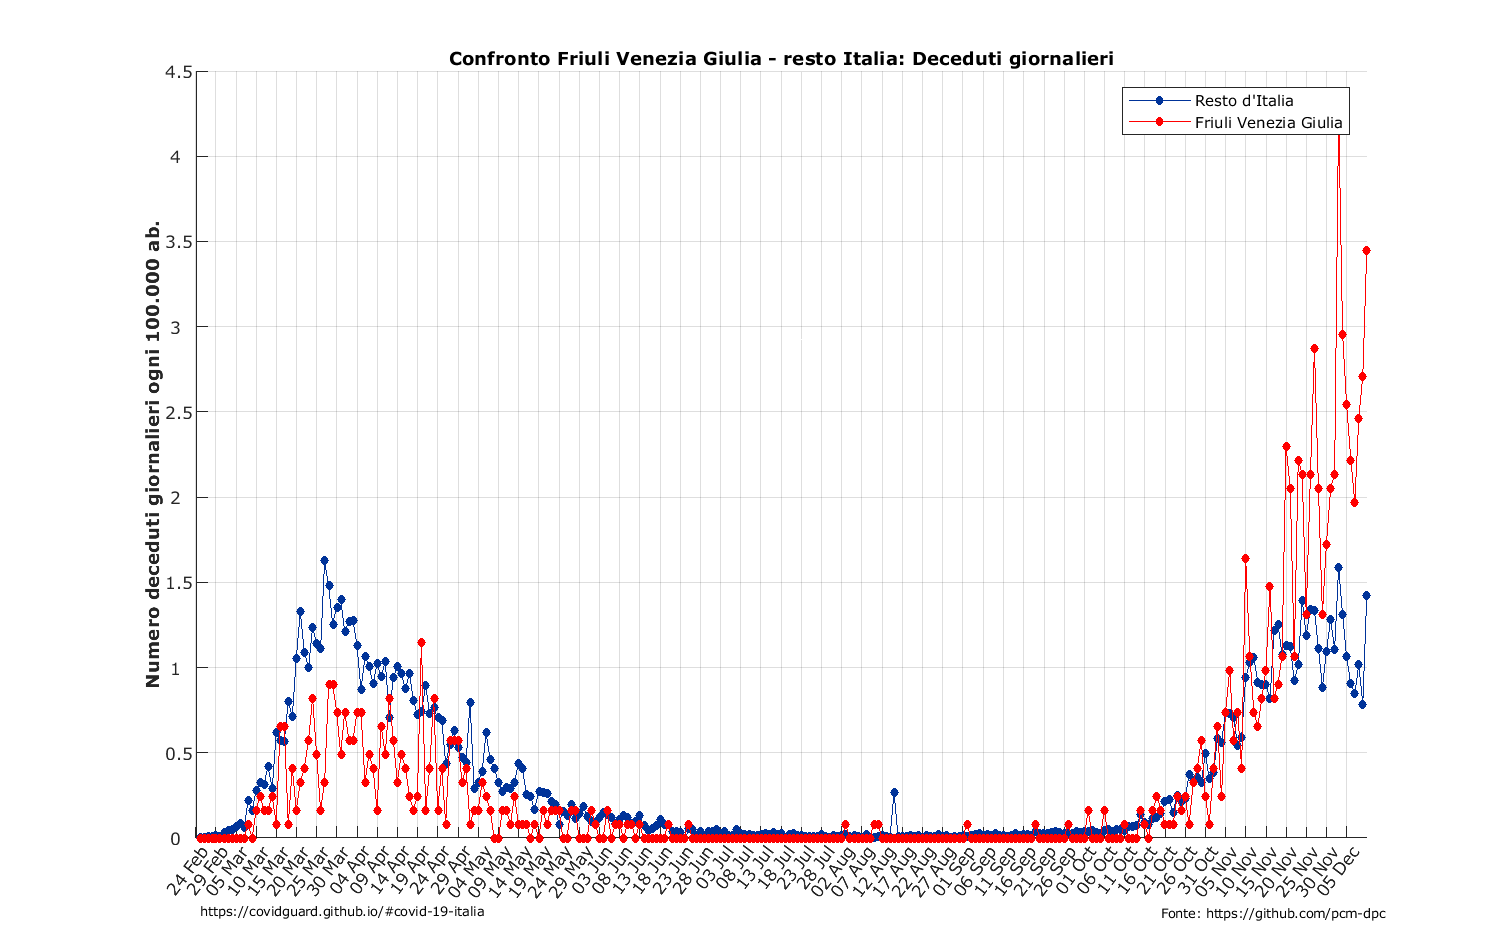 Confronto Friuli Venezia Giulia - resto Italia: Deceduti giornalieri
Resto d'Italia
Friuli Venezia Giulia
Numero deceduti giornalieri ogni 100.000 ab.
4.5
4
3.5
3
2.5
2
1.5
1
0.5
0
24 Feb
29 Feb
05 Mar
10 Mar
15 Mar
20 Mar
25 Mar
30 Mar
04 Apr
09 Apr
14 Apr
19 Apr
24 Apr
29 Apr
04 May
09 May
14 May
19 May
24 May
29 May
03 Jun
08 Jun
13 Jun
18 Jun
23 Jun
28 Jun
03 Jul
08 Jul
13 Jul
18 Jul
23 Jul
28 Jul
02 Aug
07 Aug
12 Aug
17 Aug
22 Aug
27 Aug
01 Sep
06 Sep
11 Sep
16 Sep
21 Sep
26 Sep
01 Oct
06 Oct
11 Oct
16 Oct
21 Oct
26 Oct
31 Oct
05 Nov
10 Nov
15 Nov
20 Nov
25 Nov
30 Nov
05 Dec
https://covidguard.github.io/#covid-19-italia
Fonte: https://github.com/pcm-dpc